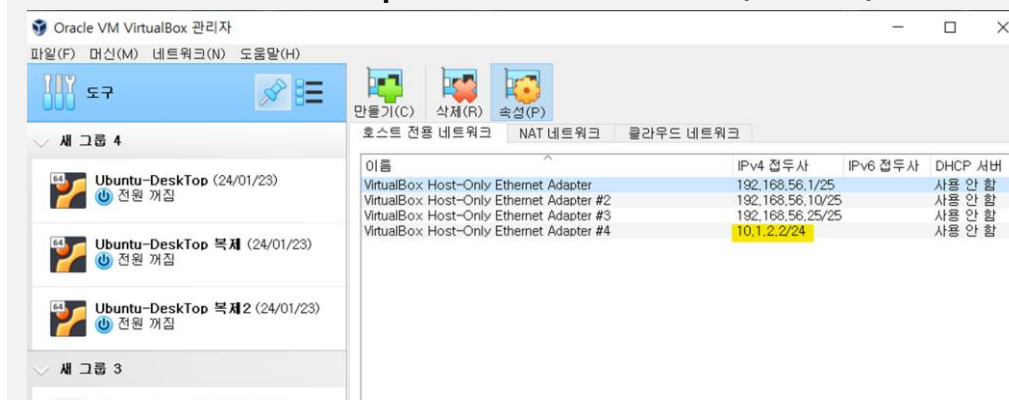 Oracle VM VirtualBox 관리자
파일(F) 머신(M) 네트워크(N) 도움말(H)
도구
만들기(C) 삭제(R) 속성(P)
호스트 전용 네트워크 NAT 네트워크 클라우드 네트워크
새 그룹 4
이름 IPv4 접두사 IPv6 접두사 DHCP 서버
VirtualBox Host-Only Ethernet Adapter 192.168.56.1/25 사용 안 함
VirtualBox Host-Only Ethernet Adapter #2 192.168.56.10/25 사용 안 함
VirtualBox Host-Only Ethernet Adapter #3 192.168.56.25/25 사용 안 함
VirtualBox Host-Only Ethernet Adapter #4 10.1.2.2/24 사용 안 함
64 Ubuntu-DeskTop (24/01/23)
전원 꺼짐
64 Ubuntu-DeskTop 복제 (24/01/23)
전원 꺼짐
64 Ubuntu-DeskTop 복제2 (24/01/23)
전원 꺼짐
새 그룹 3